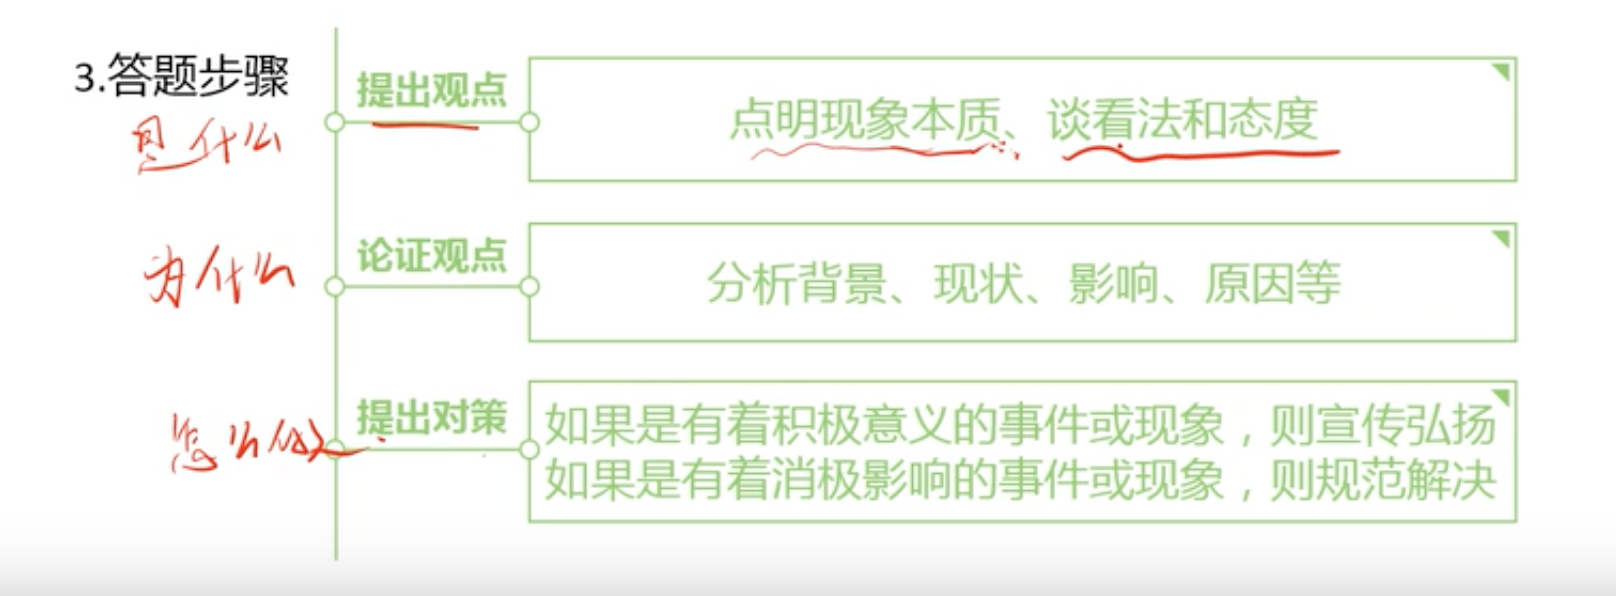 3.答题步骤
提出观点
点明现象本质、谈看法和态度
是什么
论证观点
分析背景、现状、影响、原因等
为什么
提出对策
如果是有着积极意义的事件或现象，则宣传弘扬
如果是有着消极影响的事件或现象，则规范解决
怎么做